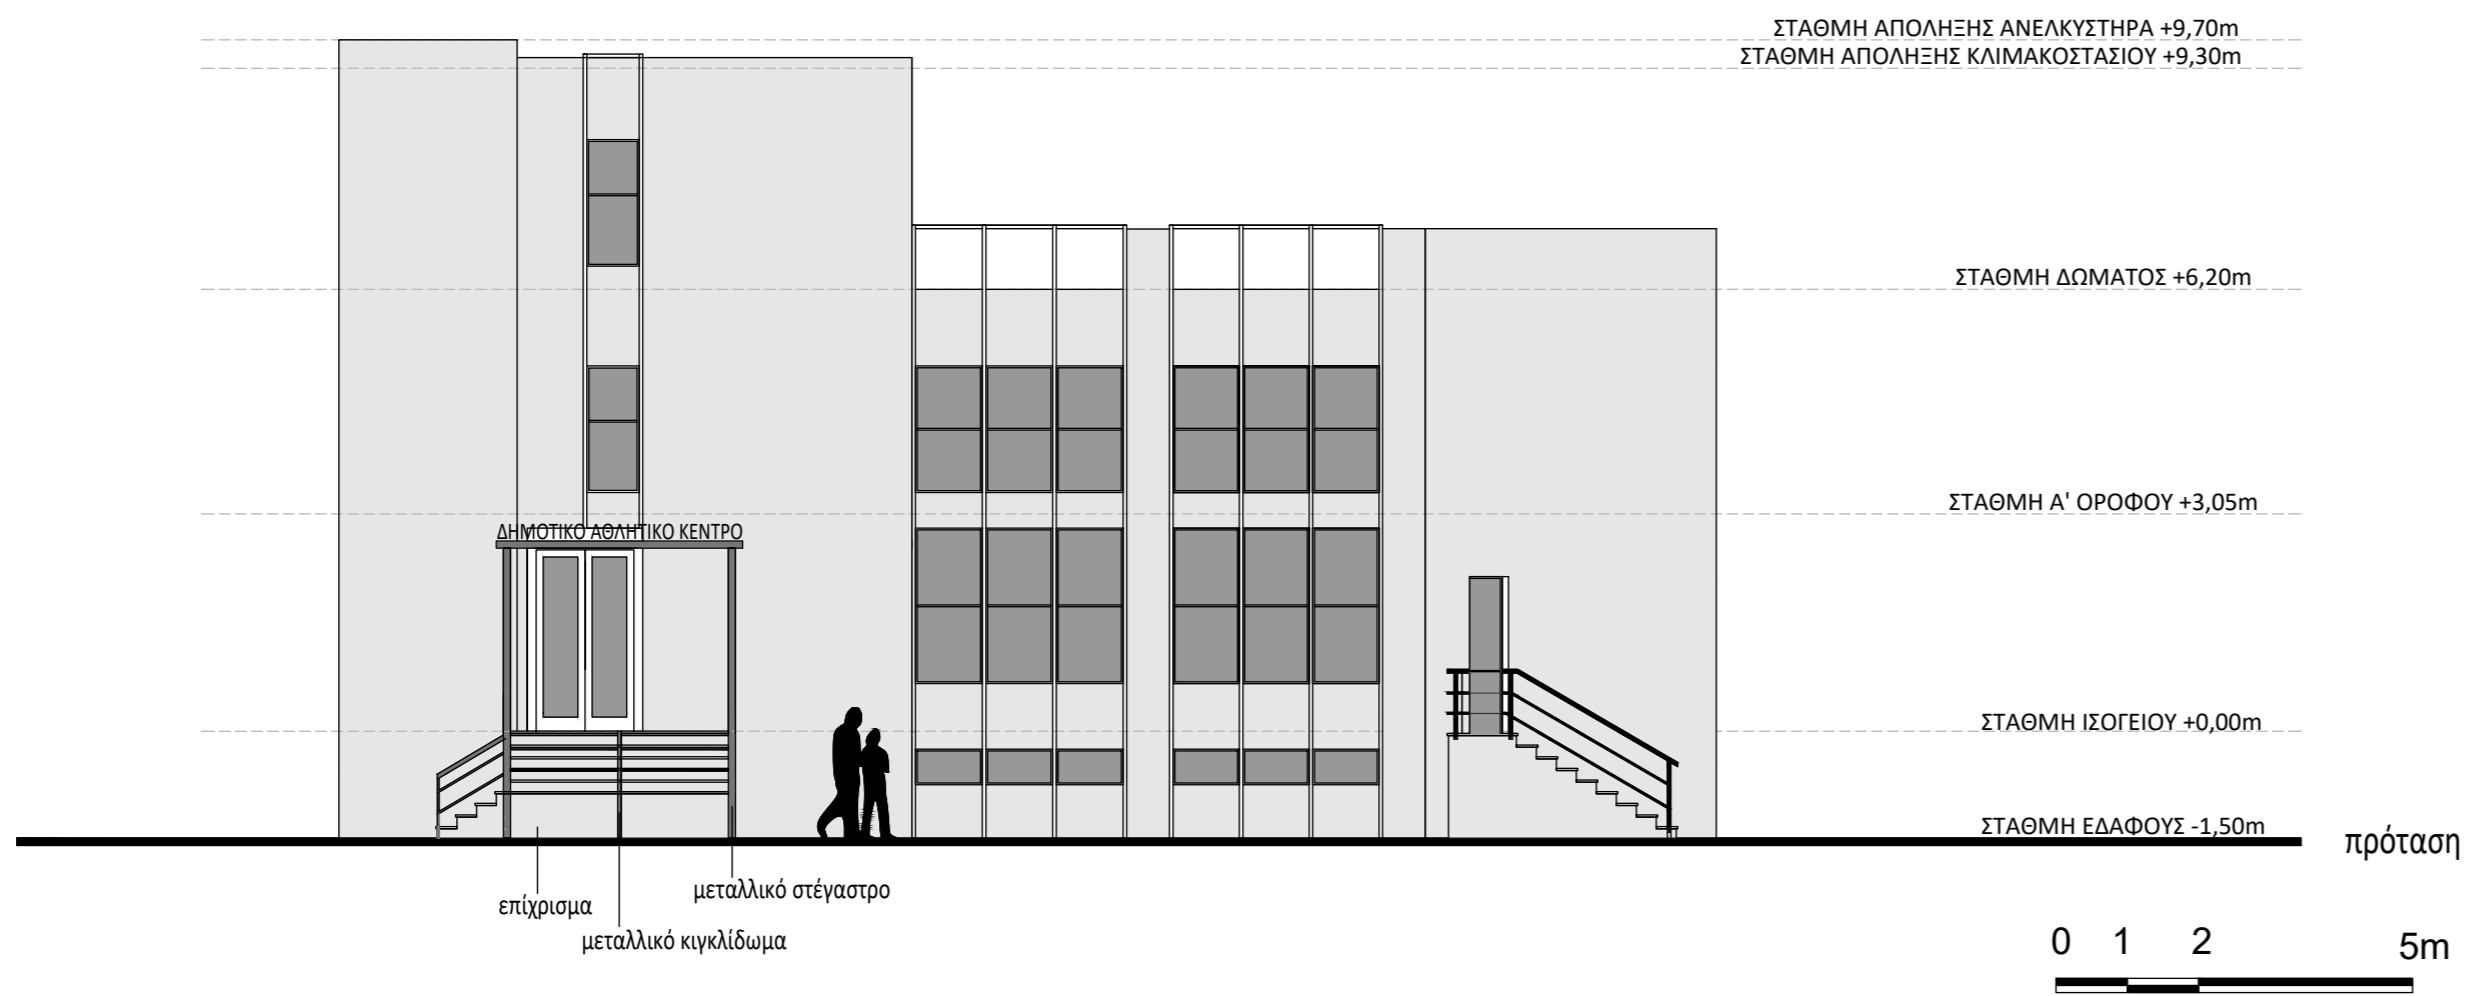 ΣΤΑΘΜΗ ΑΠΟΛΗΞΗΣ ΑΝΕΛΚΥΣΤΗΡΑ +9,70m
ΣΤΑΘΜΗ ΑΠΟΛΗΞΗΣ ΚΛΙΜΑΚΟΣΤΑΣΙΟΥ +9,30m
ΣΤΑΘΜΗ ΔΩΜΑΤΟΣ +6,20m
ΣΤΑΘΜΗ Α' ΟΡΟΦΟΥ +3,05m
ΔΗΜΟΤΙΚΟ ΑΘΛΗΤΙΚΟ ΚΕΝΤΡΟ
ΣΤΑΘΜΗ ΙΣΟΓΕΙΟΥ +0,00m
ΣΤΑΘΜΗ ΕΔΑΦΟΥΣ -1,50m
πρόταση
μεταλλικό στέγαστρο
επίχρισμα
μεταλλικό κιγκλίδωμα
0 1 2 5m